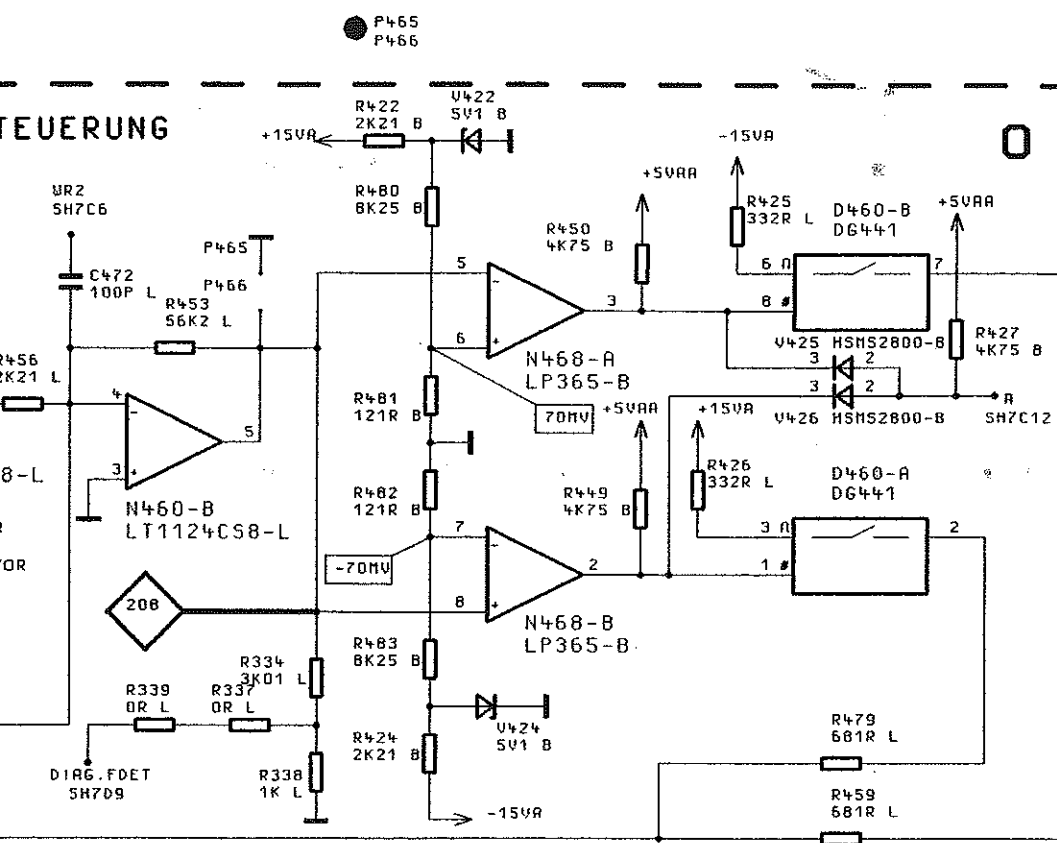 P465
P466
TEUERUNG
+15VA
R422
2K21 B
V422
5V1 B
-15VA
O
WR2
SH7C6
R480
8K25 B
+5VAA
R425
332R L
D460-B
DG441
+5VAA
P465
R450
4K75 B
C472
100P L
P466
5
-
3
6 Π
7
8 #
R453
56K2 L
6
+
N468-A
LP365-B
V425 HSMS2800-B
3 2
R427
4K75 B
R456
2K21 L
4
-
R481
121R B
70MV
+5VAA
+15VA
3 2
A
V426 HSMS2800-B
SH7C12
5
3
+
8-L
N460-B
LT1124CS8-L
R482
121R B
R449
4K75 B
R426
332R L
D460-A
DG441
7
-
3 Π
2
-70MV
2
1 #
OR
208
8
+
N468-B
LP365-B
R334
3K01 L
R483
8K25 B
R339
0R L
R337
0R L
V424
5V1 B
R424
2K21 B
R479
681R L
DIAG.FDET
SH7D9
R338
1K L
-15VA
R459
681R L